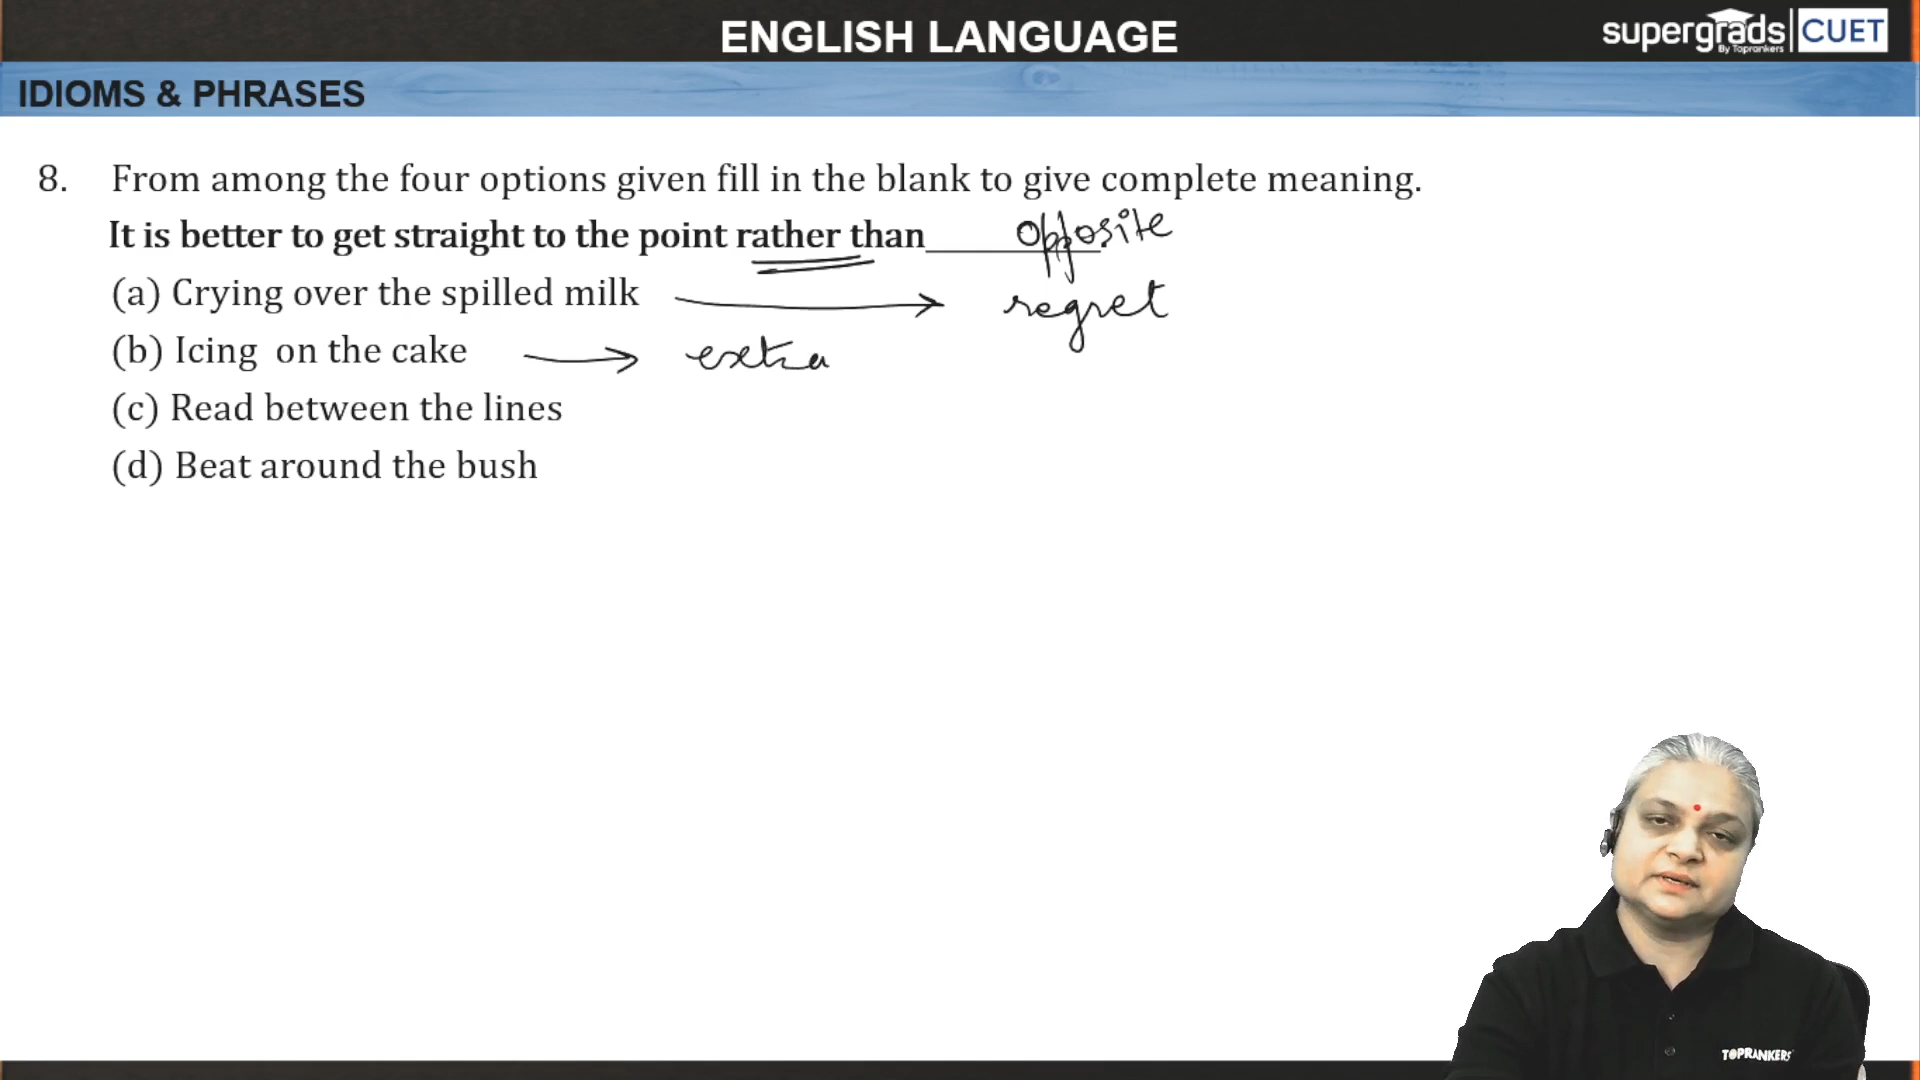 ENGLISH LANGUAGE
supergrads
By Toprankers
CUET
IDIOMS & PHRASES
8. From among the four options given fill in the blank to give complete meaning.
It is better to get straight to the point rather than__________. opposite
(a) Crying over the spilled milk → regret
(b) Icing on the cake → extra
(c) Read between the lines
(d) Beat around the bush
TOPRANKERS